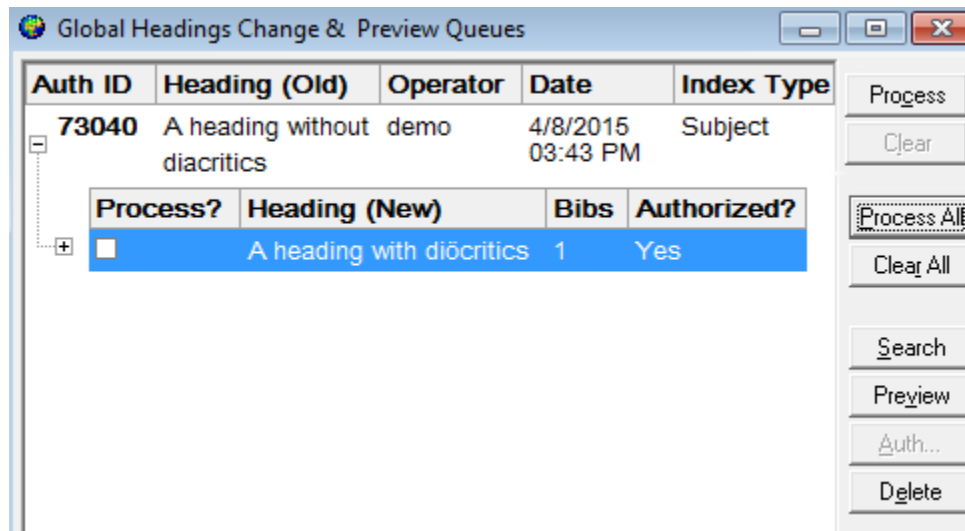 Global Headings Change & Preview Queues
Auth ID Heading (Old) Operator Date Index Type
73040 A heading without demo 4/8/2015 Subject
diacritics 03:43 PM
Process? Heading (New) Bibs Authorized?
A heading with diöcritics 1 Yes
Process
Clear
Process All
Clear All
Search
Preview
Auth...
Delete